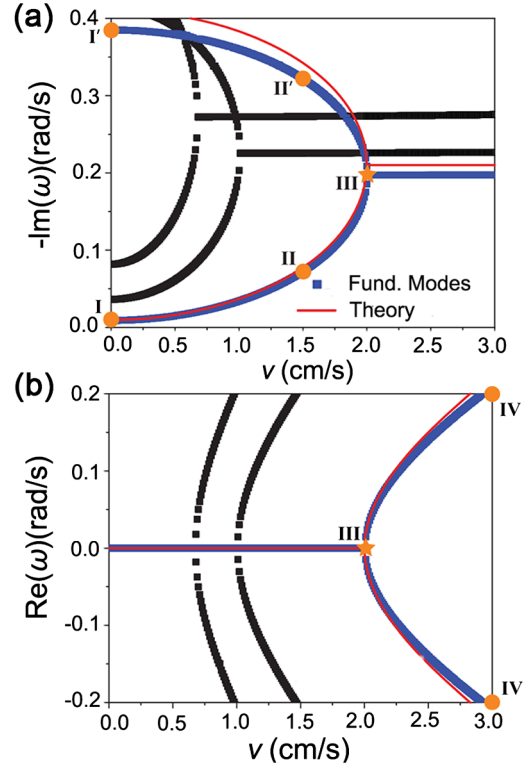 (a)
0.4
I′
II′
0.3
-Im(ω)(rad/s)
0.2
III
0.1
II
Fund. Modes
I
Theory
0.0
0.0 0.5 1.0 1.5 2.0 2.5 3.0
v (cm/s)
(b)
0.2
IV
0.1
Re(ω)(rad/s)
III
0.0
-0.1
IV
-0.2
0.0 0.5 1.0 1.5 2.0 2.5 3.0
v (cm/s)